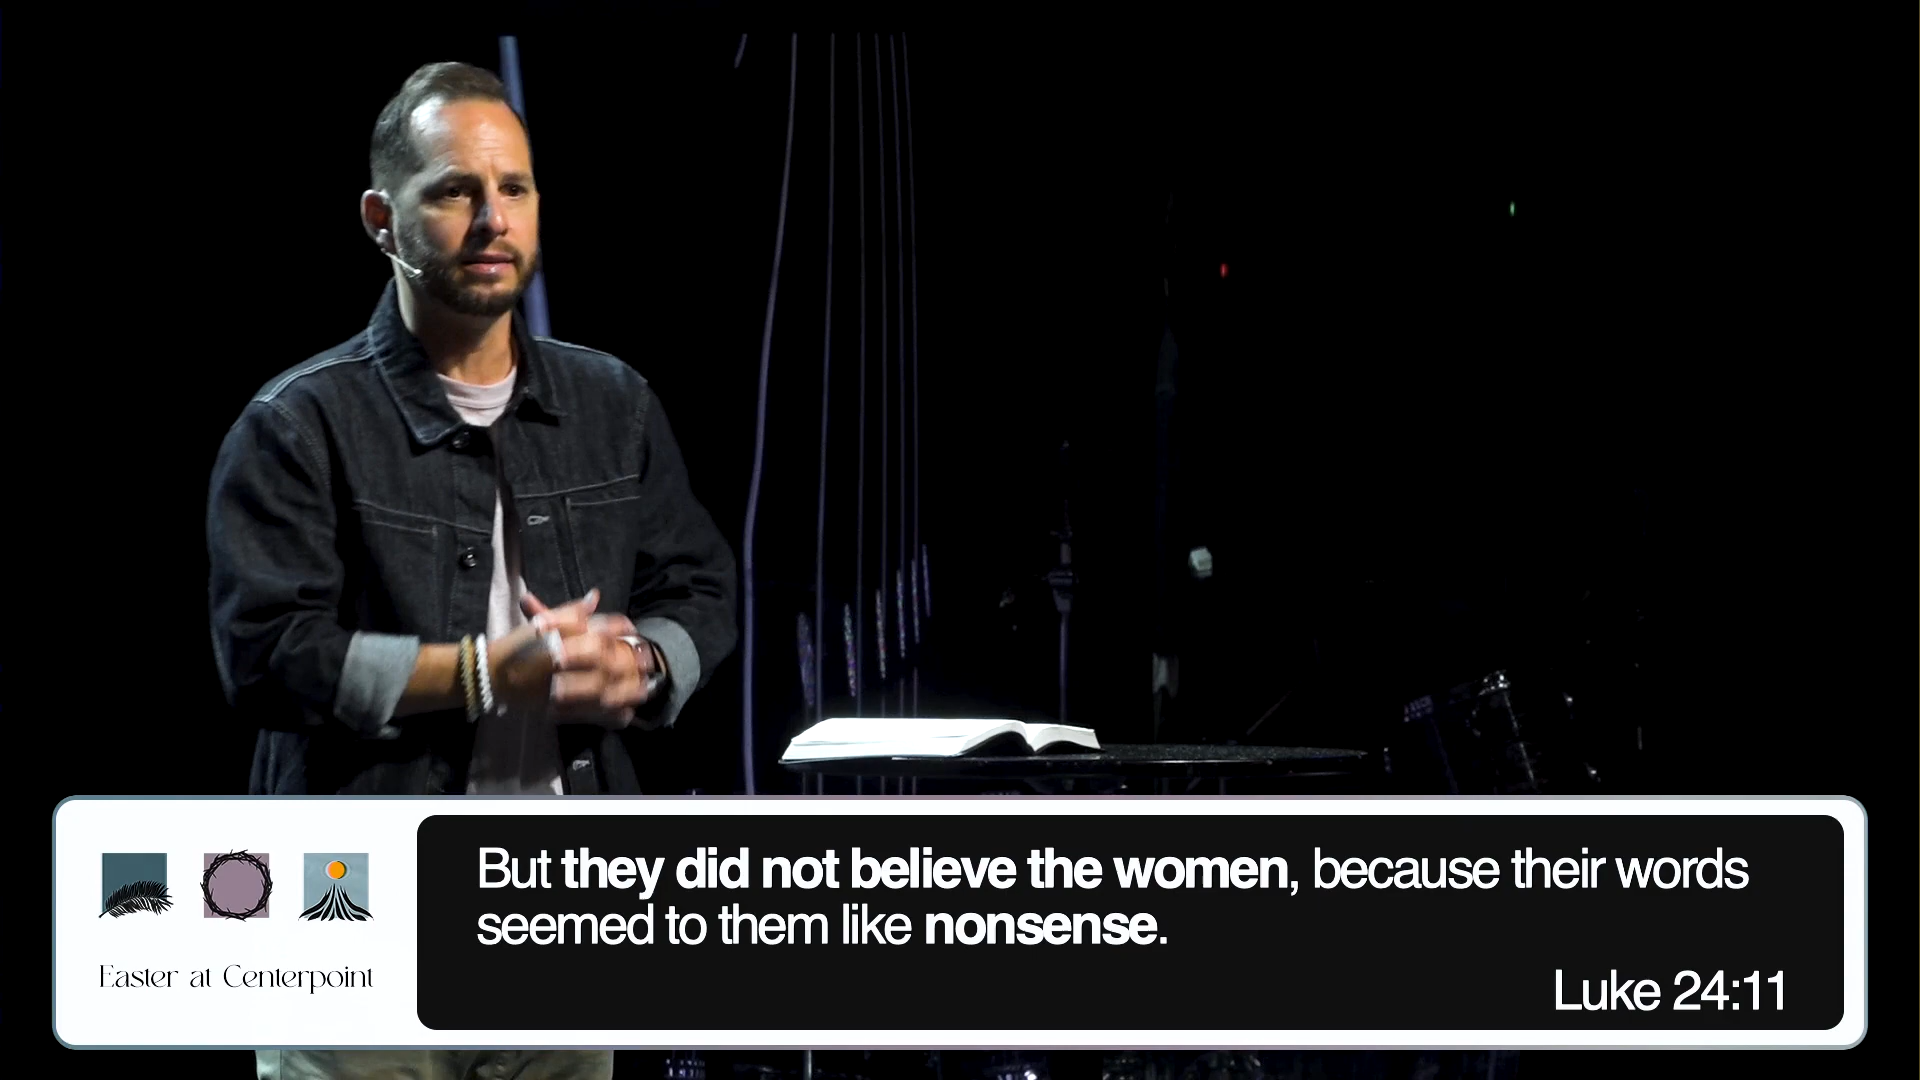 But they did not believe the women, because their words
seemed to them like nonsense.
Luke 24:11
Easter at Centerpoint